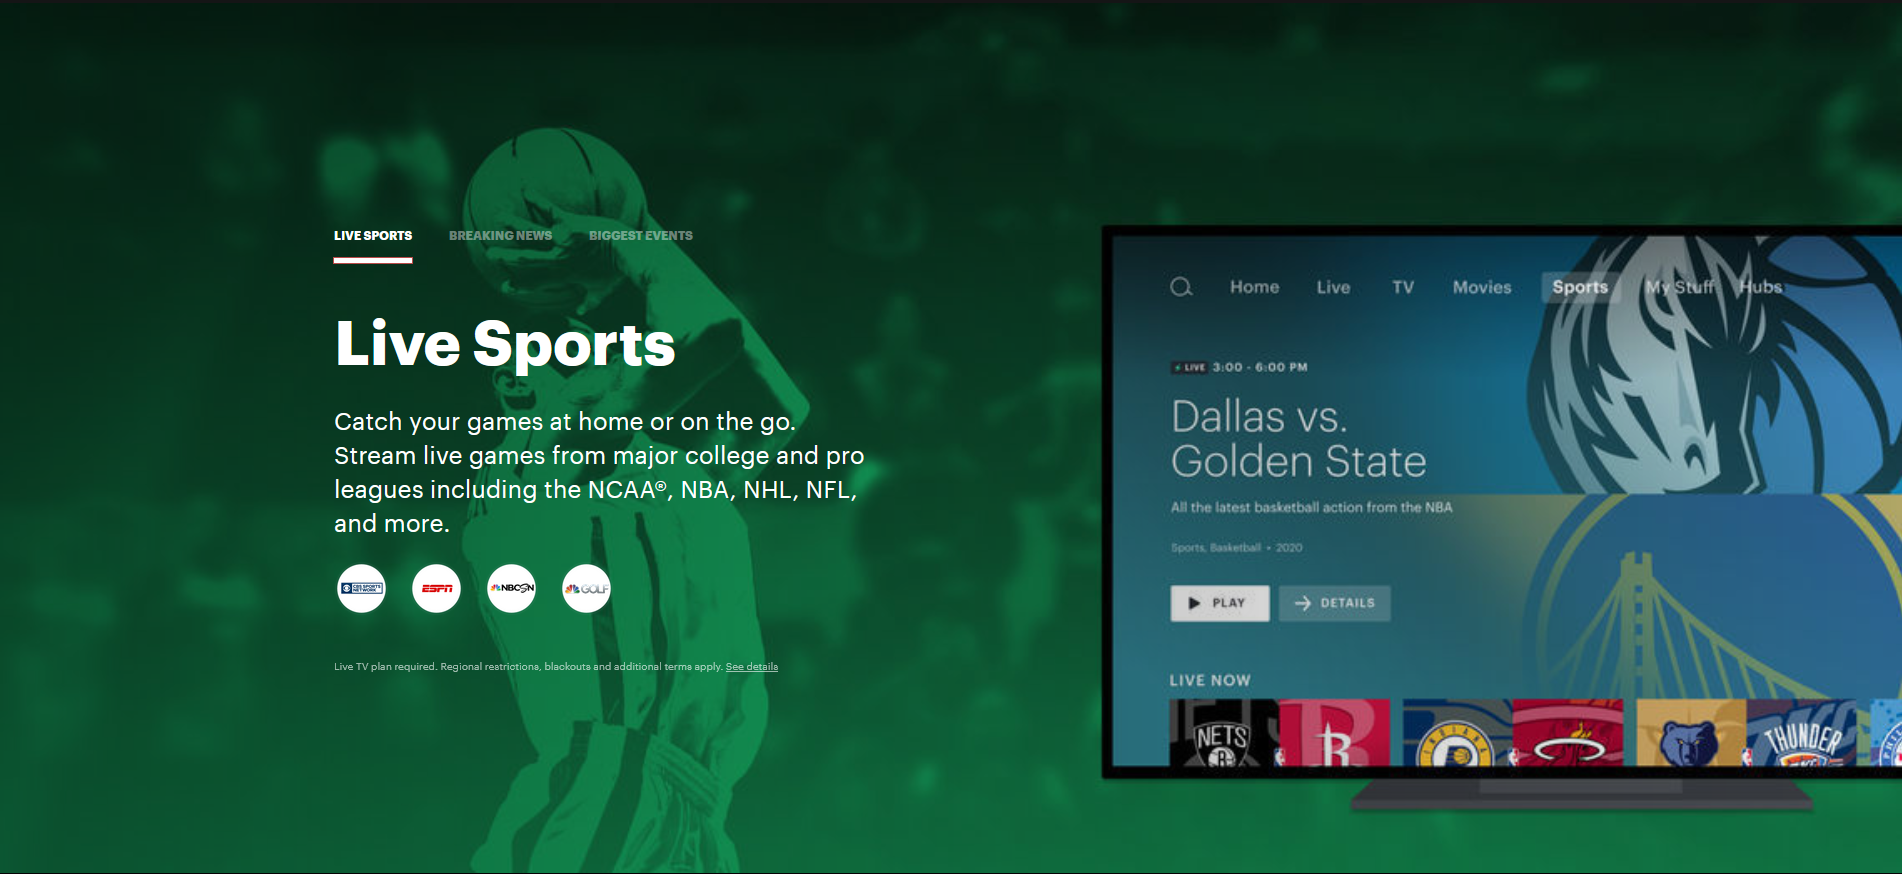 LIVE SPORTS BREAKING NEWS BIGGEST EVENTS
Live Sports
Catch your games at home or on the go.
Stream live games from major college and pro
leagues including the NCAA®, NBA, NHL, NFL,
and more.
CBS SPORTS
NETWORK
ESPN
NBCSN
GOLF
Live TV plan required. Regional restrictions, blackouts and additional terms apply. See details
Home Live TV Movies Sports My Stuff Hubs
LIVE 3:00 - 6:00 PM
Dallas vs.
Golden State
All the latest basketball action from the NBA
Sports, Basketball • 2020
PLAY
DETAILS
LIVE NOW
NETS
B
R
INDIANA
THUNDER